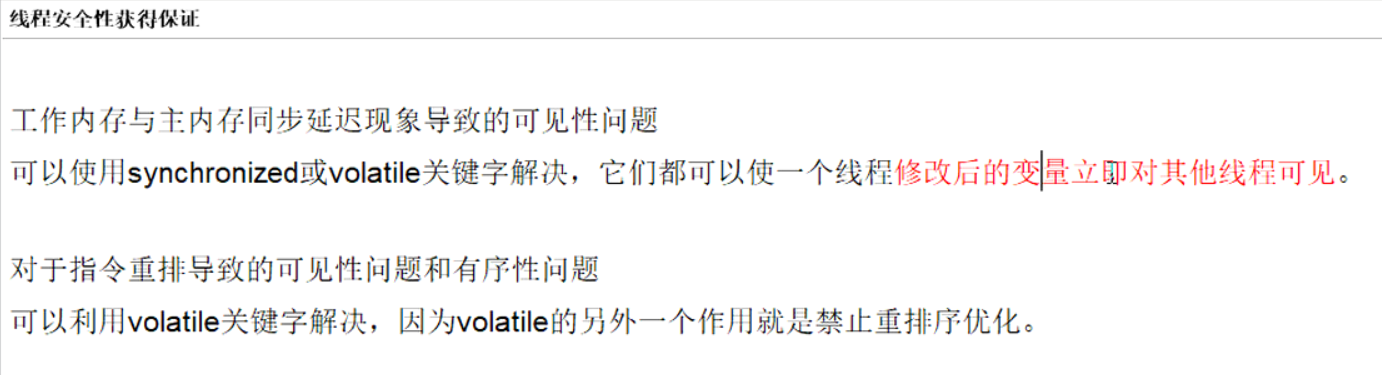 线程安全性获得保证
工作内存与主内存同步延迟现象导致的可见性问题
可以使用synchronized或volatile关键字解决，它们都可以使一个线程修改后的变量立即对其他线程可见。
对于指令重排导致的可见性问题和有序性问题
可以利用volatile关键字解决，因为volatile的另外一个作用就是禁止重排序优化。